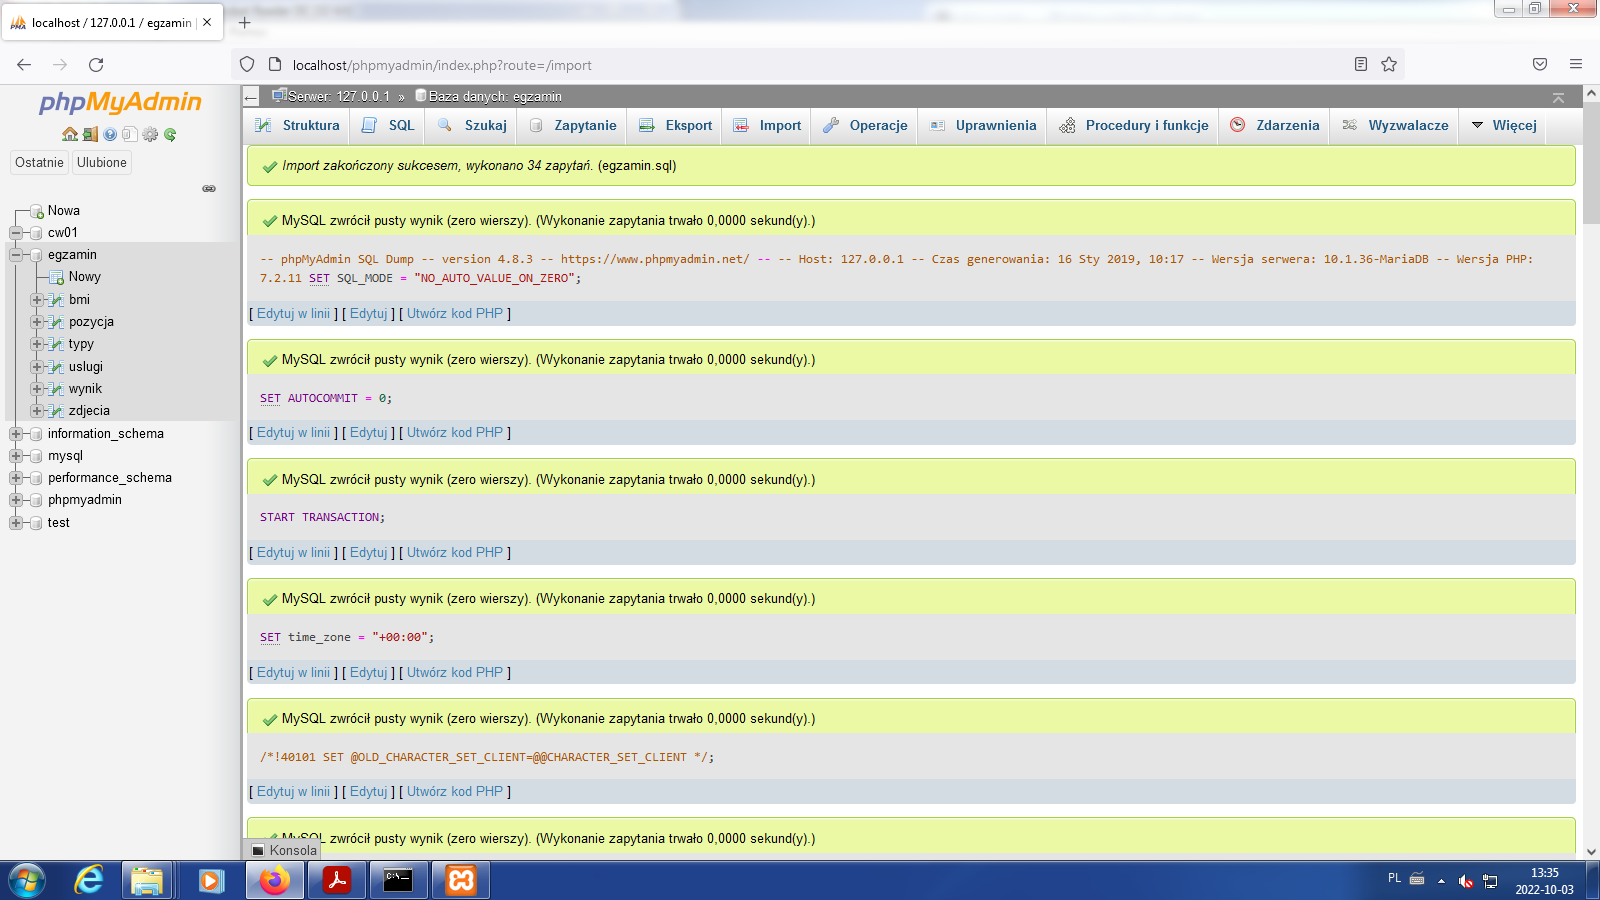 localhost / 127.0.0.1 / egzamin
localhost/phpmyadmin/index.php?route=/import
phpMyAdmin
Ostatnie
Ulubione
Nowa
cw01
egzamin
Nowy
bmi
pozycja
typy
uslugi
wynik
zdjecia
information_schema
mysql
performance_schema
phpmyadmin
test
Serwer: 127.0.0.1 » Baza danych: egzamin
Struktura SQL Szukaj Zapytanie Eksport Import Operacje Uprawnienia Procedury i funkcje Zdarzenia Wyzwalacze Więcej
Import zakończony sukcesem, wykonano 34 zapytań. (egzamin.sql)
MySQL zwrócił pusty wynik (zero wierszy). (Wykonanie zapytania trwało 0,0000 sekund(y).)
-- phpMyAdmin SQL Dump -- version 4.8.3 -- https://www.phpmyadmin.net/ -- -- Host: 127.0.0.1 -- Czas generowania: 16 Sty 2019, 10:17 -- Wersja serwera: 10.1.36-MariaDB -- Wersja PHP:
7.2.11 SET SQL_MODE = "NO_AUTO_VALUE_ON_ZERO";
[ Edytuj w linii ] [ Edytuj ] [ Utwórz kod PHP ]
MySQL zwrócił pusty wynik (zero wierszy). (Wykonanie zapytania trwało 0,0000 sekund(y).)
SET AUTOCOMMIT = 0;
[ Edytuj w linii ] [ Edytuj ] [ Utwórz kod PHP ]
MySQL zwrócił pusty wynik (zero wierszy). (Wykonanie zapytania trwało 0,0000 sekund(y).)
START TRANSACTION;
[ Edytuj w linii ] [ Edytuj ] [ Utwórz kod PHP ]
MySQL zwrócił pusty wynik (zero wierszy). (Wykonanie zapytania trwało 0,0000 sekund(y).)
SET time_zone = "+00:00";
[ Edytuj w linii ] [ Edytuj ] [ Utwórz kod PHP ]
MySQL zwrócił pusty wynik (zero wierszy). (Wykonanie zapytania trwało 0,0000 sekund(y).)
/*!40101 SET @OLD_CHARACTER_SET_CLIENT=@@CHARACTER_SET_CLIENT */;
[ Edytuj w linii ] [ Edytuj ] [ Utwórz kod PHP ]
MySQL zwrócił pusty wynik (zero wierszy). (Wykonanie zapytania trwało 0,0000 sekund(y).)
Konsola
PL
13:35
2022-10-03